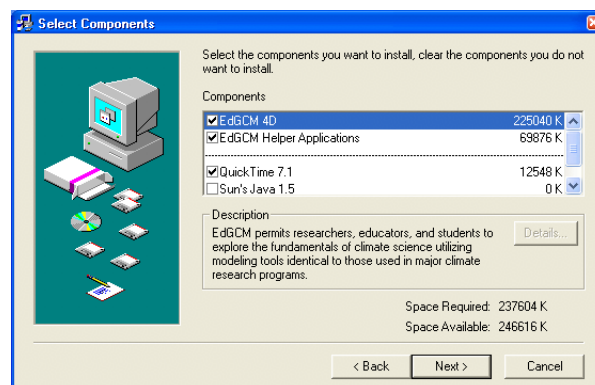 Select Components
Select the components you want to install, clear the components you do not
want to install.
Components
EdGCM 4D 225040 K
EdGCM Helper Applications 69876 K
QuickTime 7.1 12548 K
Sun's Java 1.5 0 K
Description
EdGCM permits researchers, educators, and students to
explore the fundamentals of climate science utilizing
modeling tools identical to those used in major climate
research programs.
Details...
Space Required: 237604 K
Space Available: 246616 K
< Back Next > Cancel